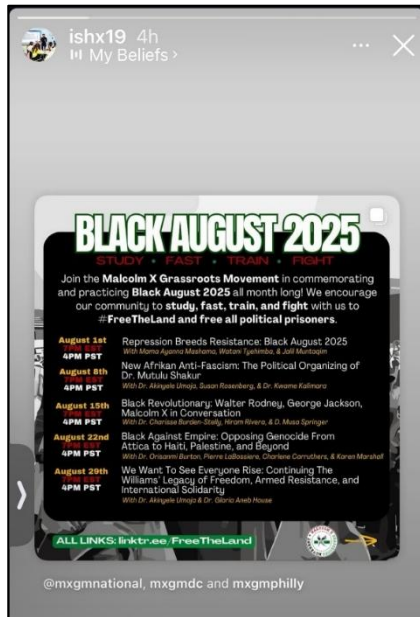 ishx19 4h
My Beliefs >
BLACK AUGUST 2025
STUDY • FAST • TRAIN • FIGHT
Join the Malcolm X Grassroots Movement in commemorating
and practicing Black August 2025 all month long! We encourage
our community to study, fast, train, and fight with us to
#FreeTheLand and free all political prisoners.
August 1st
7PM EST
4PM PST
Repression Breeds Resistance: Black August 2025
With Mama Ayanna Mashama, Watani Tyehimba, & Jalil Muntaqim
August 8th
7PM EST
4PM PST
New Afrikan Anti-Fascism: The Political Organizing of
Dr. Mutulu Shakur
With Dr. Akinyele Umoja, Susan Rosenberg, & Dr. Kwame Kalimara
August 15th
7PM EST
4PM PST
Black Revolutionary: Walter Rodney, George Jackson,
Malcolm X in Conversation
With Dr. Charisse Burden-Stelly, Hiram Rivera, & D. Musa Springer
August 22nd
7PM EST
4PM PST
Black Against Empire: Opposing Genocide From
Attica to Haiti, Palestine, and Beyond
With Dr. Orisanmi Burton, Pierre LaBossiere, Charlene Carruthers, & Karen Marshall
August 29th
7PM EST
4PM PST
We Want To See Everyone Rise: Continuing The
Williams' Legacy of Freedom, Armed Resistance, and
International Solidarity
With Dr. Akinyele Umoja & Dr. Gloria Aneb House
ALL LINKS: linktr.ee/FreeTheLand
@mxgmnational, mxgmdc and mxgmphilly